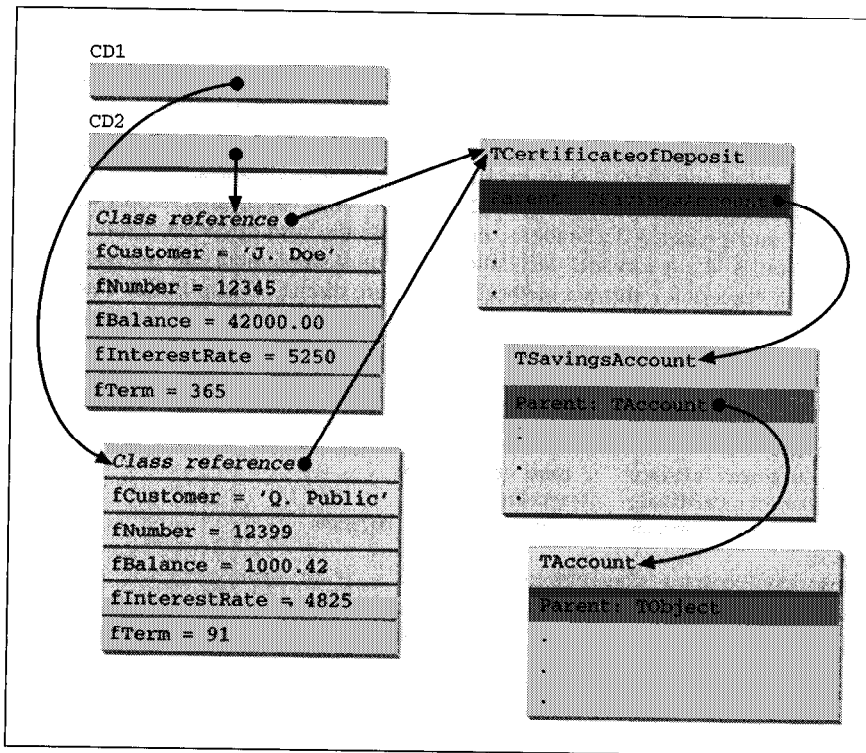 CD1
CD2
Class reference
fCustomer = 'J. Doe'
fNumber = 12345
fBalance = 42000.00
fInterestRate = 5250
fTerm = 365
Class reference
fCustomer = 'Q. Public'
fNumber = 12399
fBalance = 1000.42
fInterestRate = 4825
fTerm = 91
TCertificateofDeposit
Parent: TSavingsAccount
.
.
.
TSavingsAccount
Parent: TAccount
.
.
.
TAccount
Parent: TObject
.
.
.